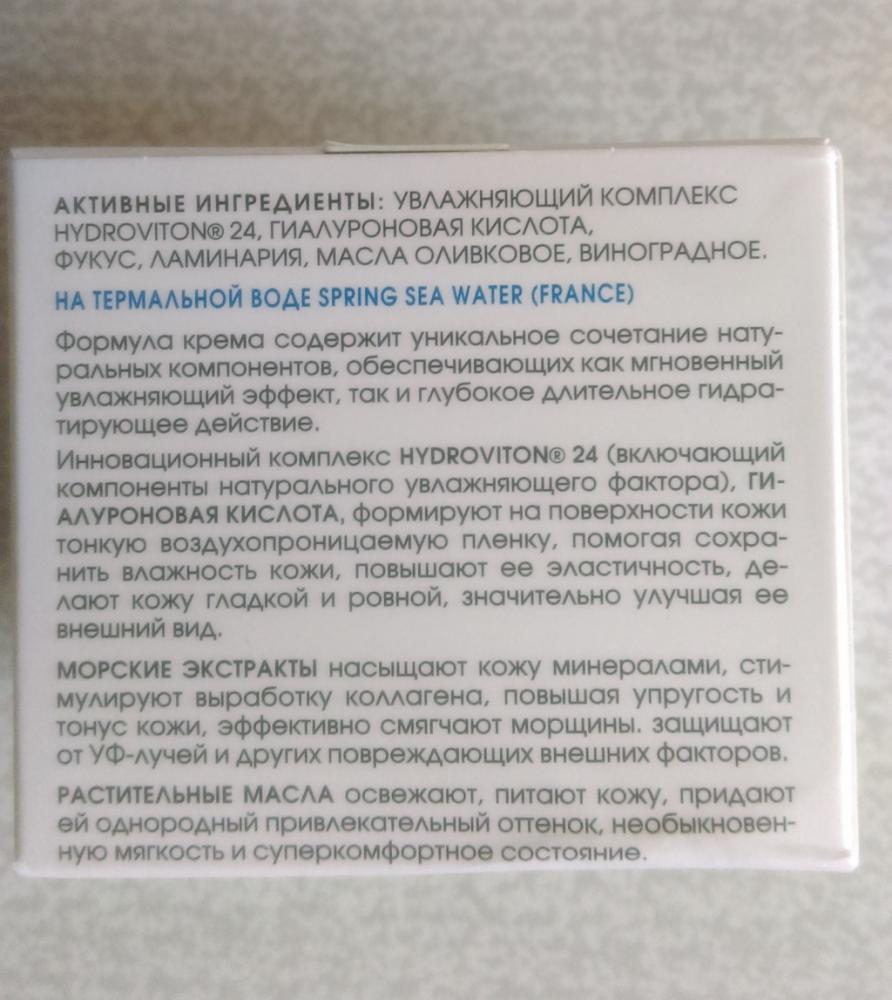 АКТИВНЫЕ ИНГРЕДИЕНТЫ: УВЛАЖНЯЮЩИЙ КОМПЛЕКС
HYDROVITON® 24, ГИАЛУРОНОВАЯ КИСЛОТА,
ФУКУС, ЛАМИНАРИЯ, МАСЛА ОЛИВКОВОЕ, ВИНОГРАДНОЕ.
НА ТЕРМАЛЬНОЙ ВОДЕ SPRING SEA WATER (FRANCE)
Формула крема содержит уникальное сочетание нату-
ральных компонентов, обеспечивающих как мгновенный
увлажняющий эффект, так и глубокое длительное гидра-
тирующее действие.
Инновационный комплекс HYDROVITON® 24 (включающий
компоненты натурального увлажняющего фактора), ГИ-
АЛУРОНОВАЯ КИСЛОТА, формируют на поверхности кожи
тонкую воздухопроницаемую пленку, помогая сохра-
нить влажность кожи, повышают ее эластичность, де-
лают кожу гладкой и ровной, значительно улучшая ее
внешний вид.
МОРСКИЕ ЭКСТРАКТЫ насыщают кожу минералами, сти-
мулируют выработку коллагена, повышая упругость и
тонус кожи, эффективно смягчают морщины. защищают
от УФ-лучей и других повреждающих внешних факторов.
РАСТИТЕЛЬНЫЕ МАСЛА освежают, питают кожу, придают
ей однородный привлекательный оттенок, необыкновен-
ную мягкость и суперкомфортное состояние.